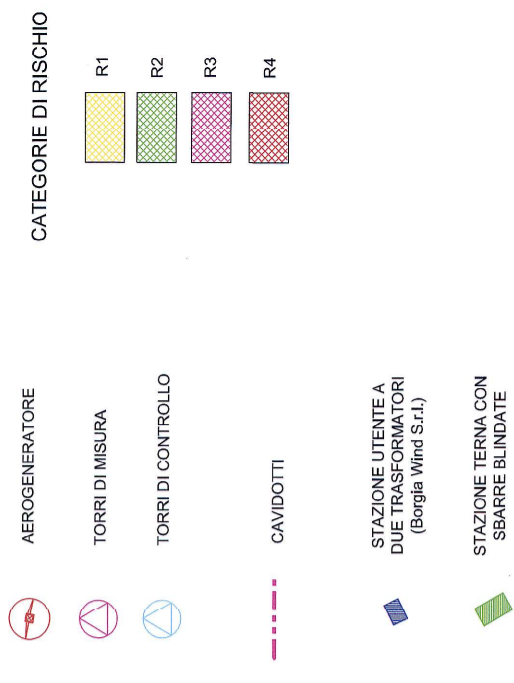 AEROGENERATORE
TORRI DI MISURA
TORRI DI CONTROLLO
CAVIDOTTI
STAZIONE UTENTE A
DUE TRASFORMATORI
(Borgia Wind S.r.l.)
STAZIONE TERNA CON
SBARRE BLINDATE
CATEGORIE DI RISCHIO
R1
R2
R3
R4